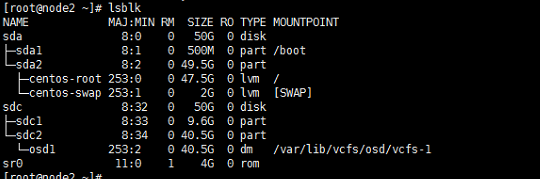 [root@node2 ~]# lsblk
NAME MAJ:MIN RM SIZE RO TYPE MOUNTPOINT
sda 8:0 0 50G 0 disk
├─sda1 8:1 0 500M 0 part /boot
└─sda2 8:2 0 49.5G 0 part
  ├─centos-root 253:0 0 47.5G 0 lvm /
  └─centos-swap 253:1 0 2G 0 lvm [SWAP]
sdc 8:32 0 50G 0 disk
├─sdc1 8:33 0 9.6G 0 part
└─sdc2 8:34 0 40.5G 0 part
  └─osd1 253:2 0 40.5G 0 dm /var/lib/vcfs/osd/vcfs-1
sr0 11:0 1 4G 0 rom
[root@node2 ~]#